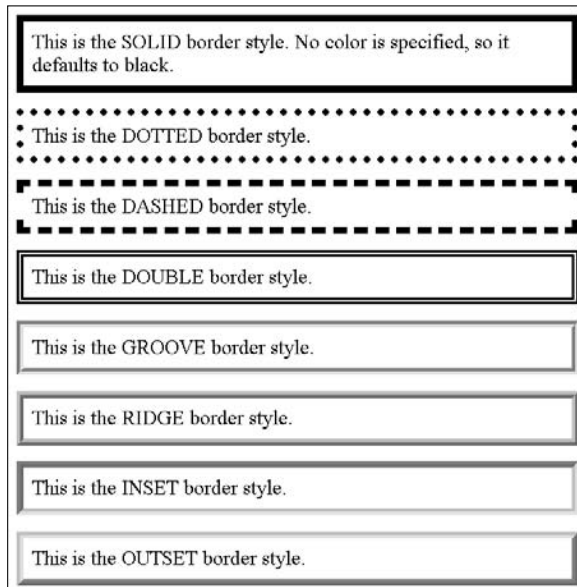 This is the SOLID border style. No color is specified, so it
defaults to black.
This is the DOTTED border style.
This is the DASHED border style.
This is the DOUBLE border style.
This is the GROOVE border style.
This is the RIDGE border style.
This is the INSET border style.
This is the OUTSET border style.